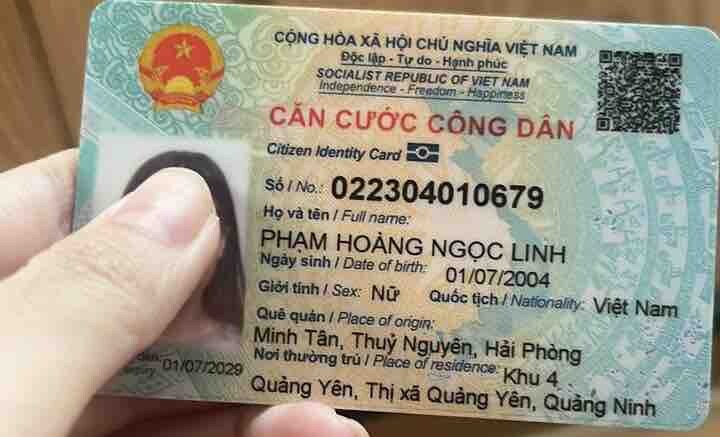 CỘNG HÒA XÃ HỘI CHỦ NGHĨA VIỆT NAM
Độc lập - Tự do - Hạnh phúc
SOCIALIST REPUBLIC OF VIET NAM
Independence - Freedom - Happiness
CĂN CƯỚC CÔNG DÂN
Citizen Identity Card
Số / No.: 022304010679
Họ và tên / Full name:
PHẠM HOÀNG NGỌC LINH
Ngày sinh / Date of birth: 01/07/2004
Giới tính / Sex: Nữ Quốc tịch / Nationality: Việt Nam
Quê quán / Place of origin:
Minh Tân, Thuỷ Nguyên, Hải Phòng
Nơi thường trú / Place of residence: Khu 4
Quảng Yên, Thị xã Quảng Yên, Quảng Ninh
đến: 01/07/2029
expiry